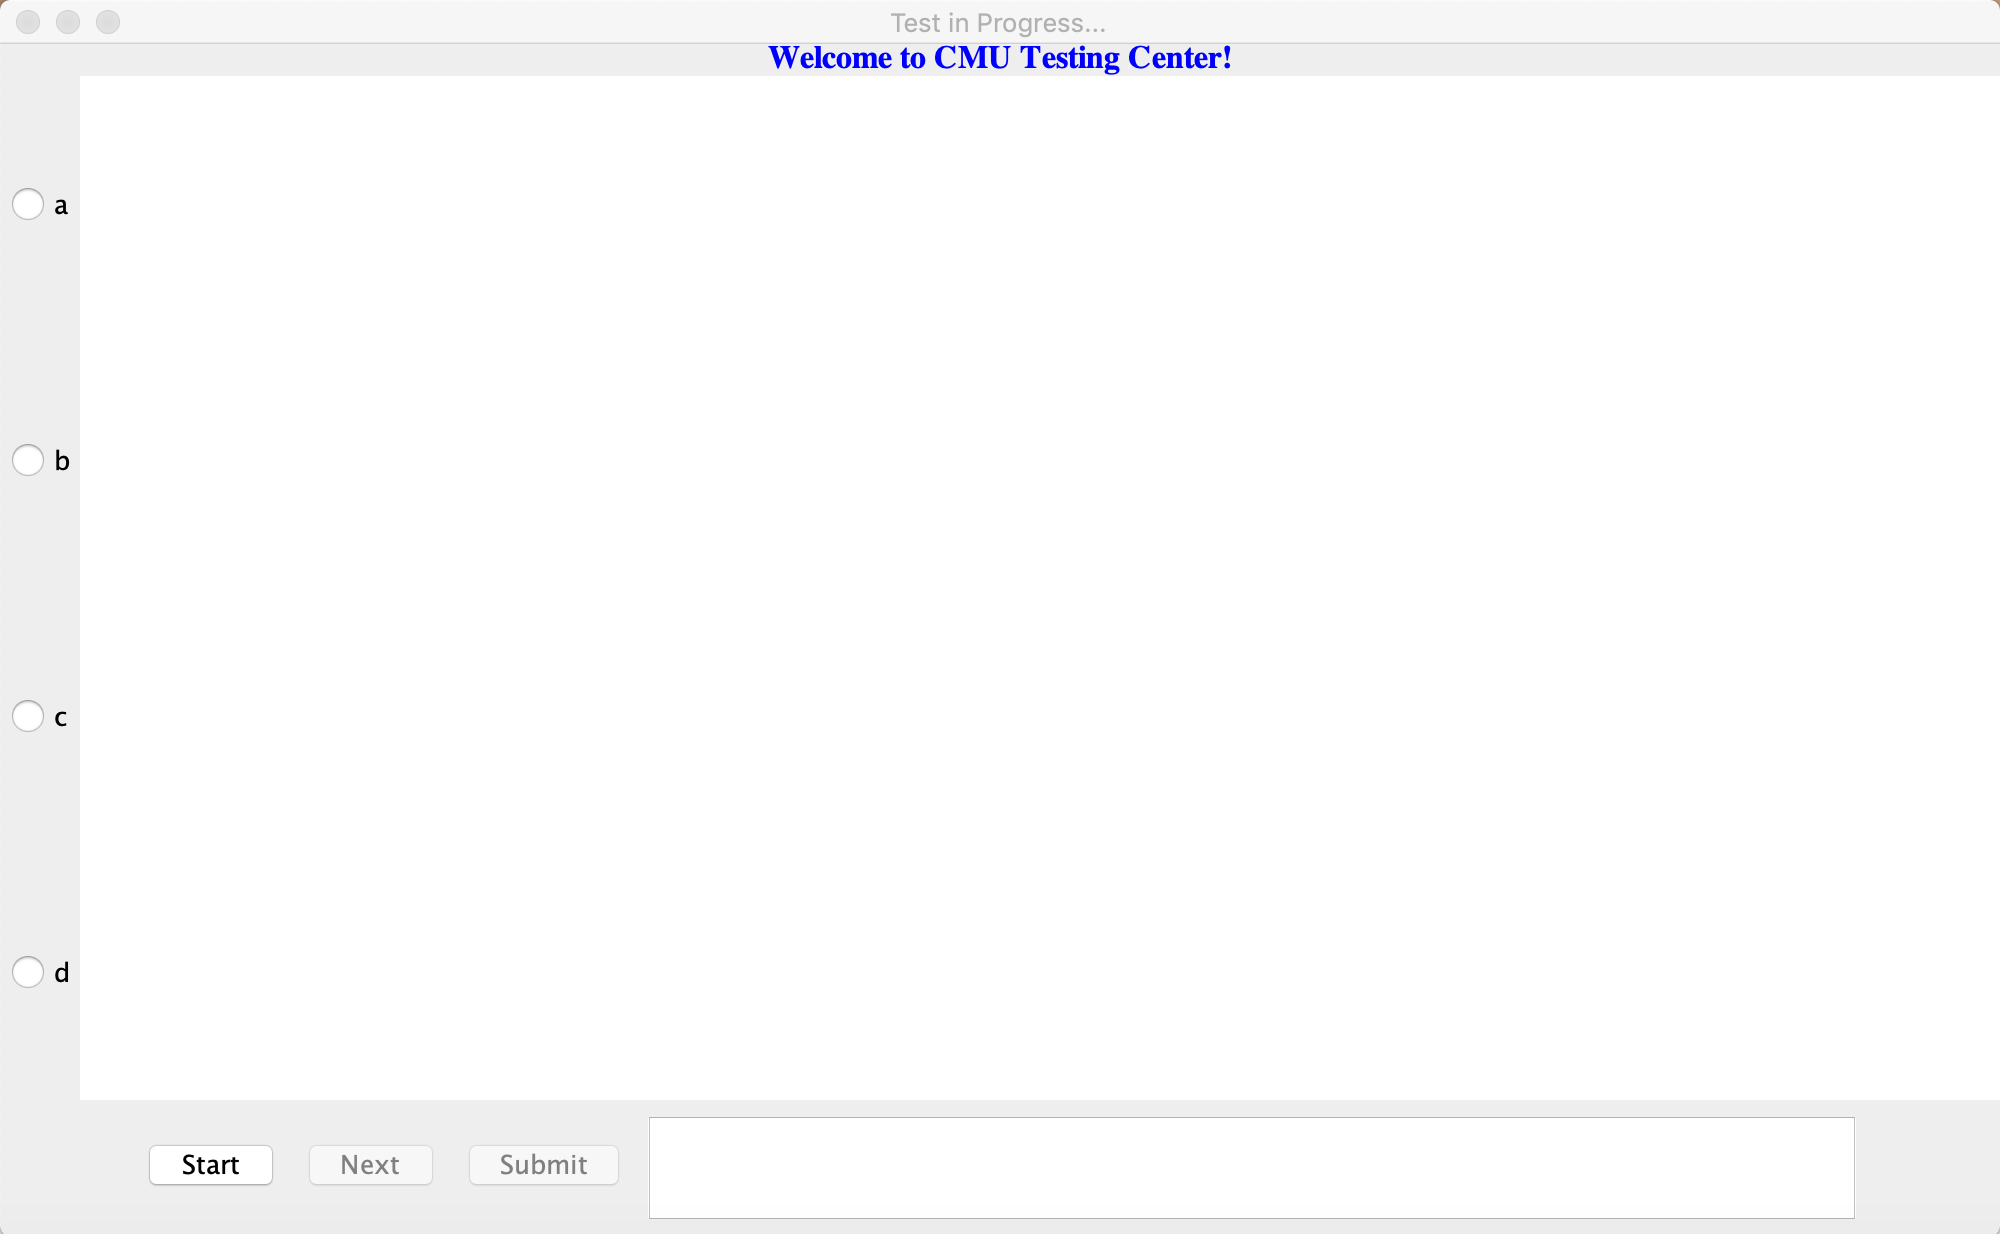 Test in Progress...
Welcome to CMU Testing Center!
a
b
c
d
Start Next Submit